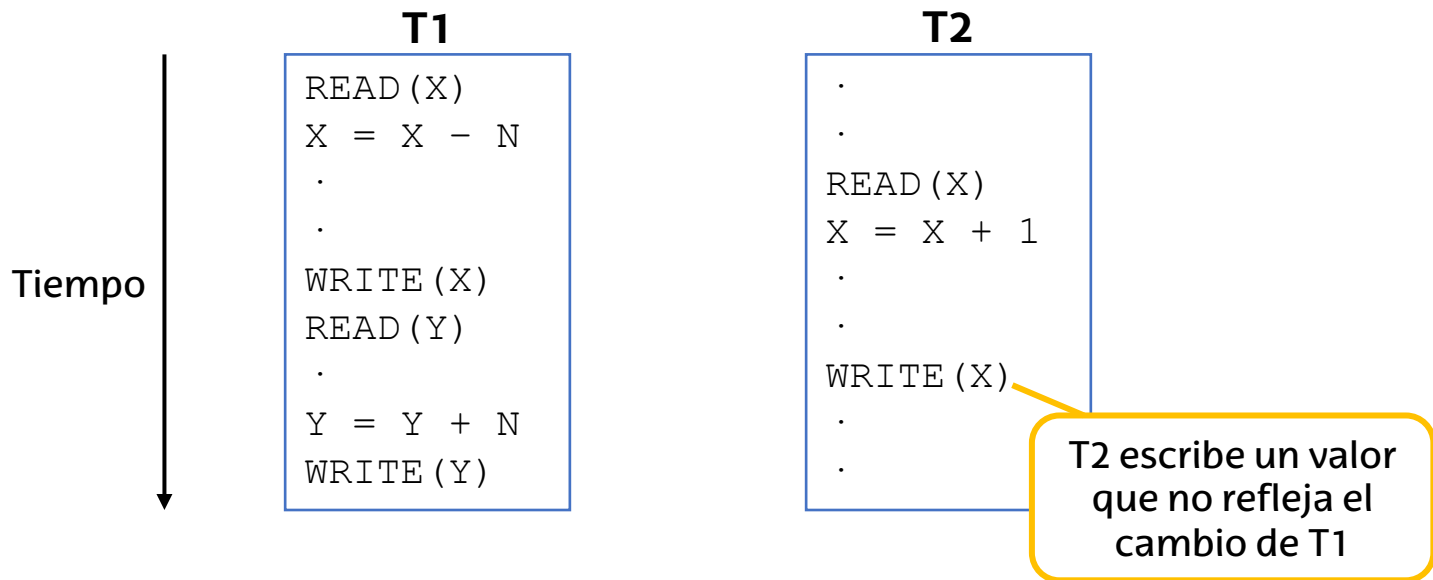 T1
T2
READ(X)
X = X - N
.
.
WRITE(X)
READ(Y)
.
Y = Y + N
WRITE(Y)
.
.
READ(X)
X = X + 1
.
.
WRITE(X)
.
.
Tiempo
T2 escribe un valor
que no refleja el
cambio de T1